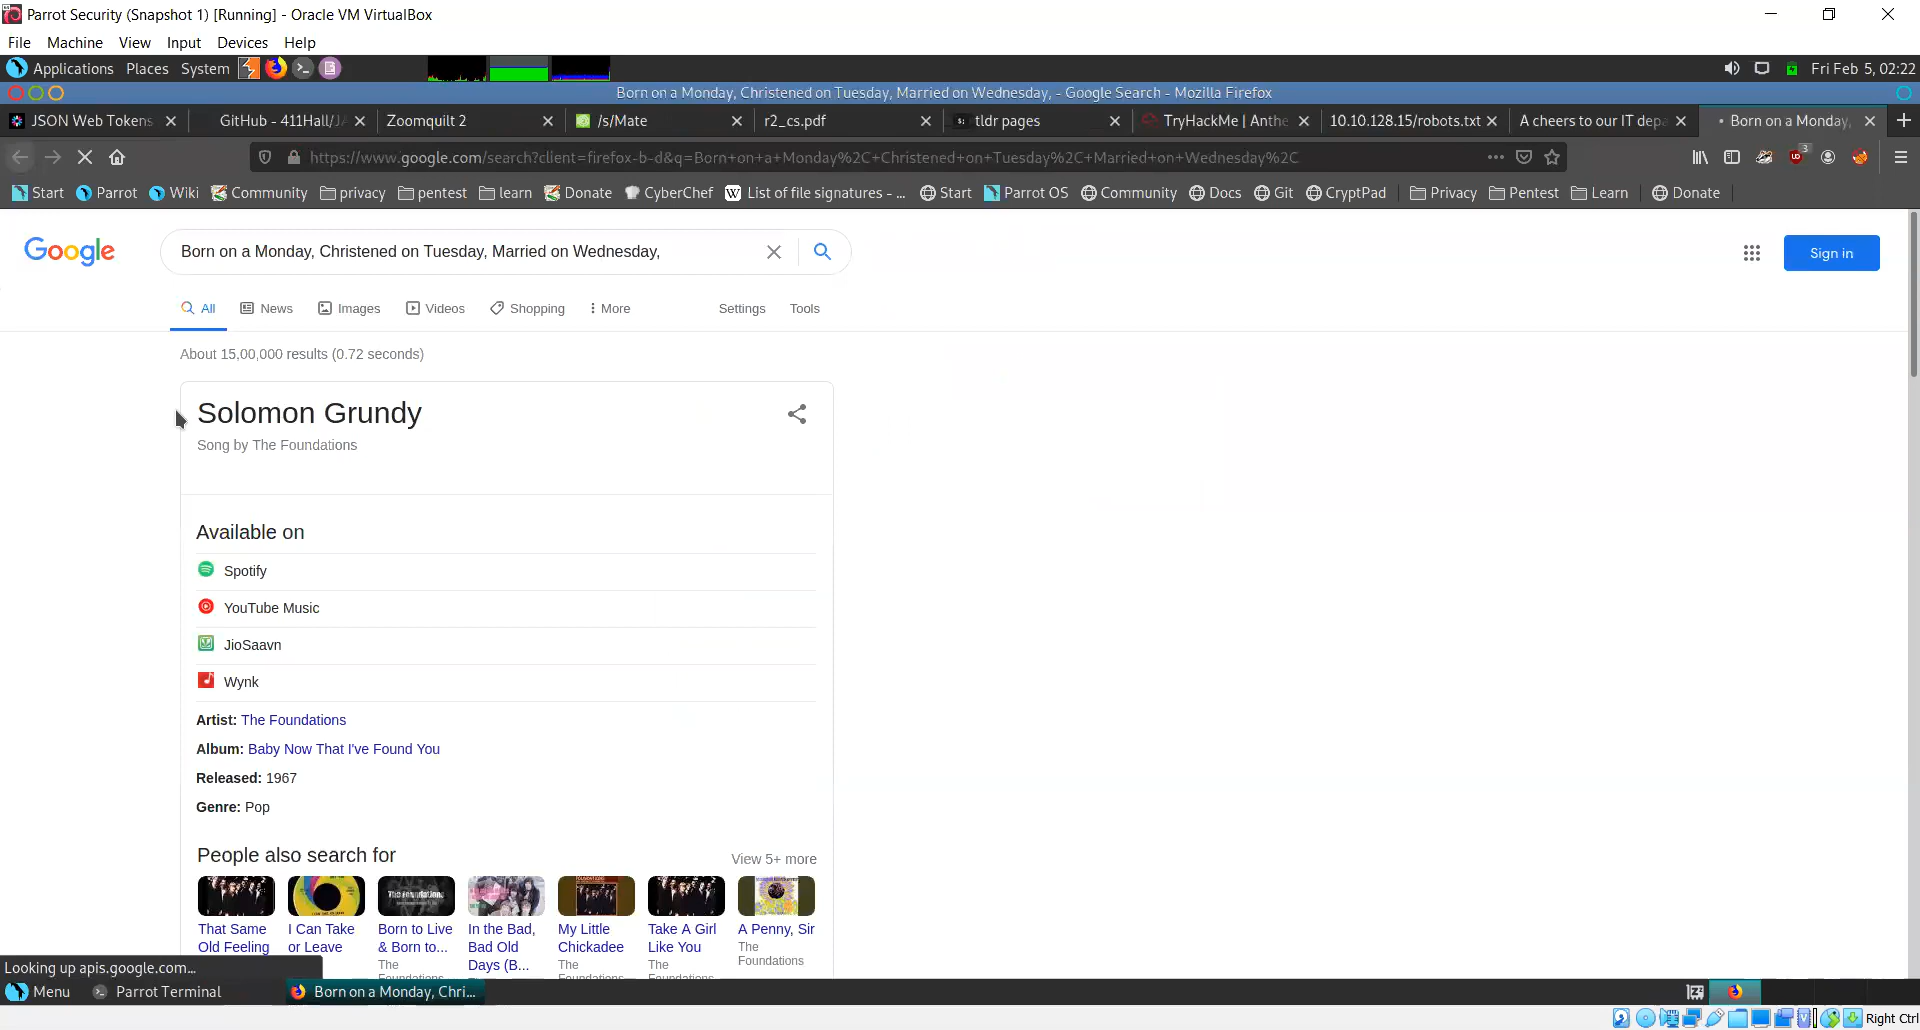 Parrot Security (Snapshot 1) [Running] - Oracle VM VirtualBox
File Machine View Input Devices Help
Applications Places System Fri Feb 5, 02:22
Born on a Monday, Christened on Tuesday, Married on Wednesday, - Google Search - Mozilla Firefox
JSON Web Tokens GitHub - 411Hall/JA Zoomquilt 2 /s/Mate r2_cs.pdf tldr pages TryHackMe | Anthe 10.10.128.15/robots.txt A cheers to our IT depa Born on a Monday,
https://www.google.com/search?client=firefox-b-d&q=Born+on+a+Monday%2C+Christened+on+Tuesday%2C+Married+on+Wednesday%2C 3
Start Parrot Wiki Community privacy pentest learn Donate CyberChef List of file signatures - ... Start Parrot OS Community Docs Git CryptPad Privacy Pentest Learn Donate
Google Born on a Monday, Christened on Tuesday, Married on Wednesday, Sign in
All News Images Videos Shopping More Settings Tools
About 15,00,000 results (0.72 seconds)
Solomon Grundy
Song by The Foundations
Available on
Spotify
YouTube Music
JioSaavn
Wynk
Artist: The Foundations
Album: Baby Now That I've Found You
Released: 1967
Genre: Pop
People also search for View 5+ more
That Same I Can Take Born to Live In the Bad, My Little Take A Girl A Penny, Sir
Old Feeling or Leave & Born to... Bad Old Chickadee Like You The
The Days (B... The The Foundations
Foundations Foundations Foundations
Looking up apis.google.com...
Menu Parrot Terminal Born on a Monday, Chri...
Right Ctrl